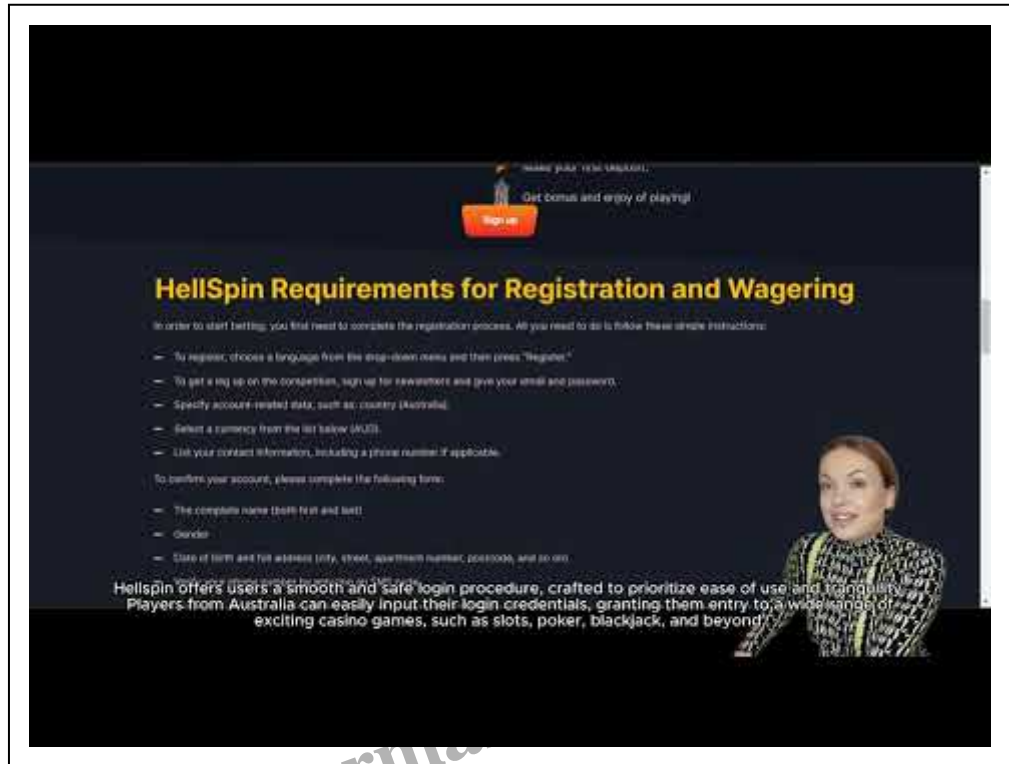 Make your first deposit.
Get bonus and enjoy of playing!
Sign up
HellSpin Requirements for Registration and Wagering
In order to start betting, you first need to complete the registration process. All you need to do is follow these simple instructions:
— To register, choose a language from the drop-down menu and then press "Register."
— To get a leg up on the competition, sign up for newsletters and give your email and password.
— Specify account-related data, such as: country (Australia).
— Select a currency from the list below (AUD).
— List your contact information, including a phone number if applicable.
To confirm your account, please complete the following form:
— The complete name (both first and last)
— Gender
— Date of birth and full address (city, street, apartment number, postcode, and so on)
Hellspin offers users a smooth and safe login procedure, crafted to prioritize ease of use and tranquility.
Players from Australia can easily input their login credentials, granting them entry to a wide range of
exciting casino games, such as slots, poker, blackjack, and beyond.